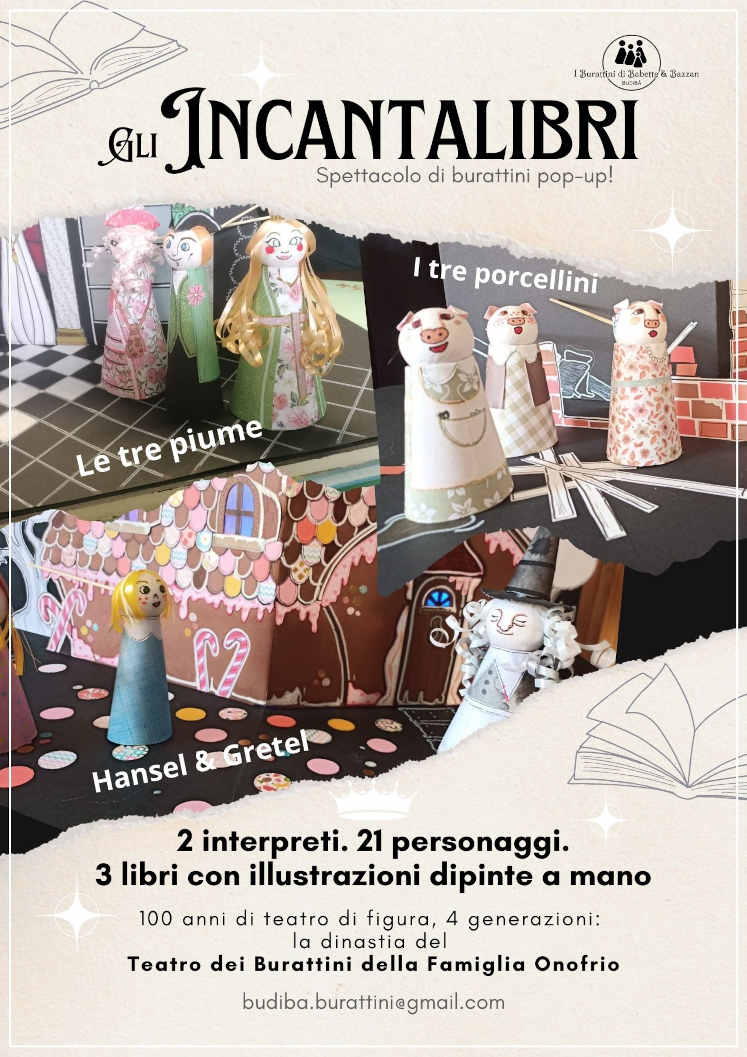 I Burattini di Babette & Bazzan
BUDIBÀ
Gli Incantalibri
Spettacolo di burattini pop-up!
I tre porcellini
Le tre piume
Hansel & Gretel
2 interpreti. 21 personaggi.
3 libri con illustrazioni dipinte a mano
100 anni di teatro di figura, 4 generazioni:
la dinastia del
Teatro dei Burattini della Famiglia Onofrio
budiba.burattini@gmail.com